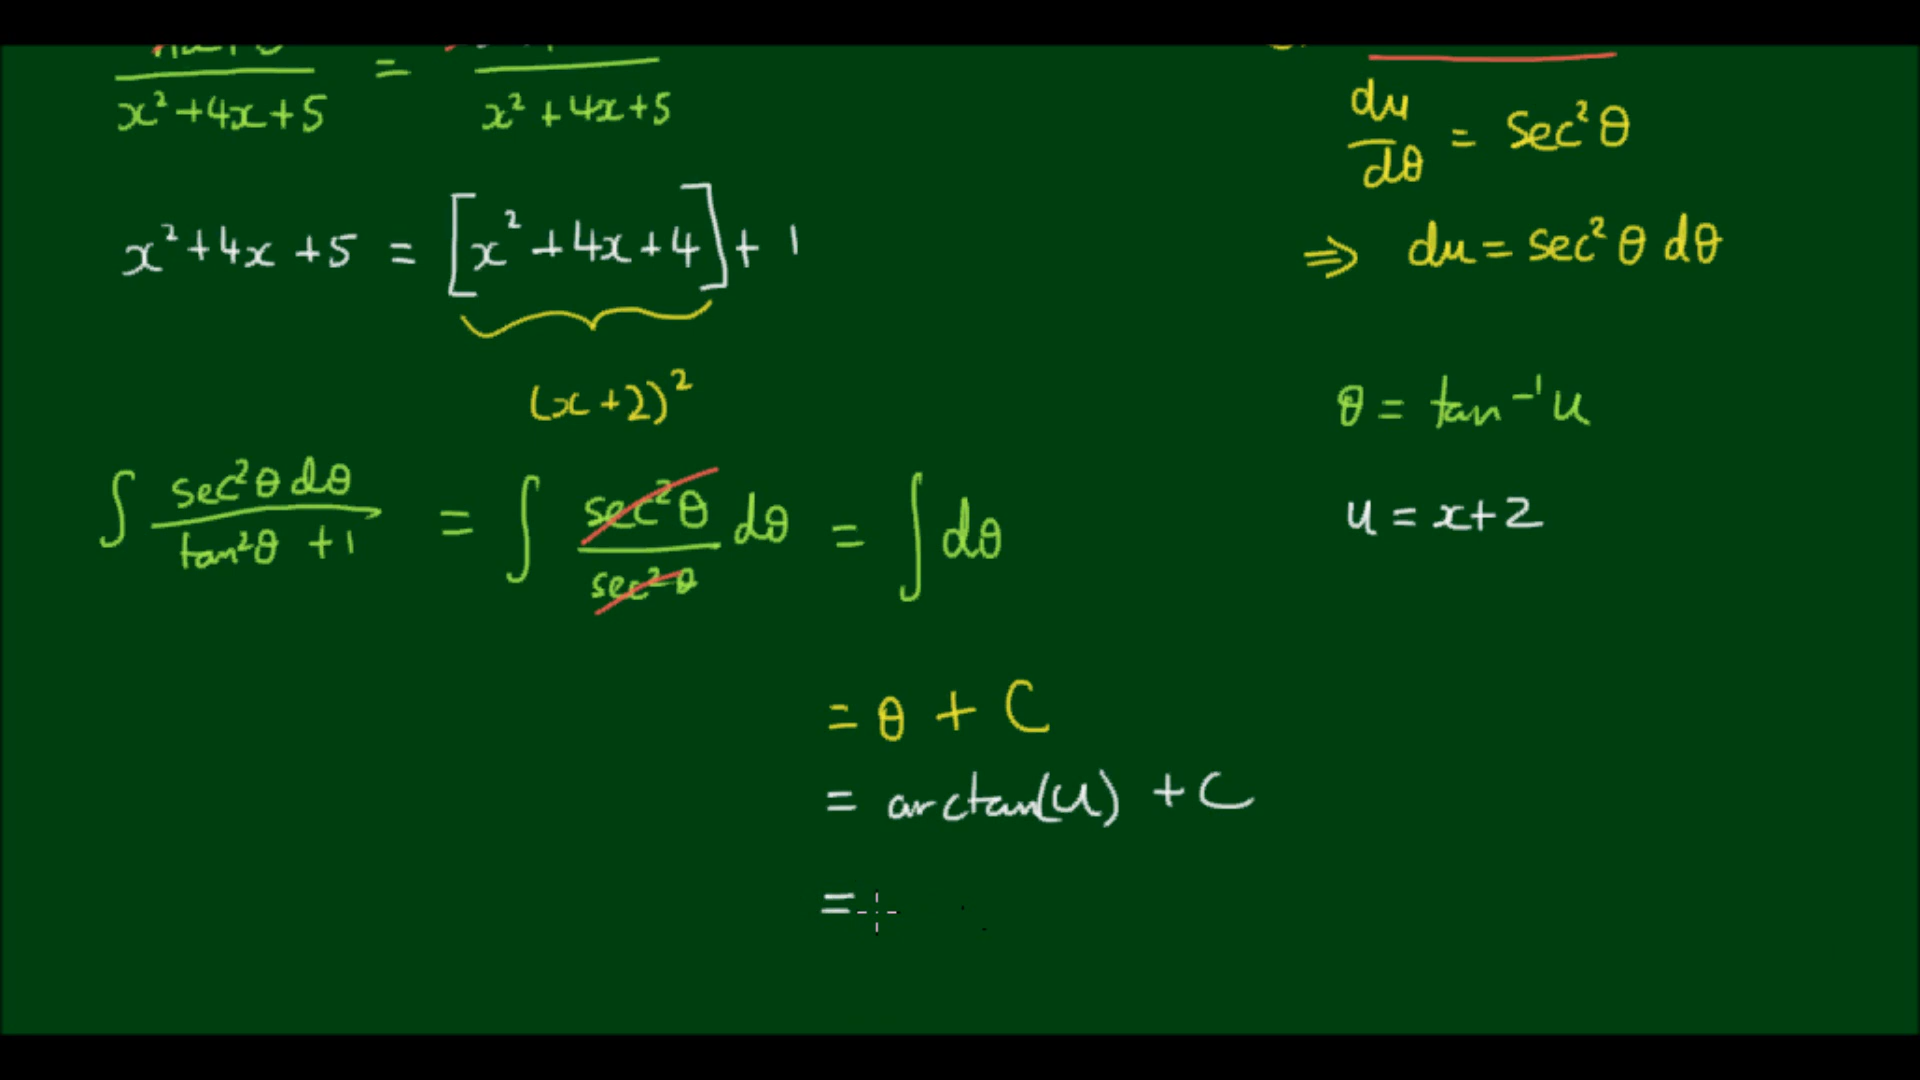 x² + 4x + 5 = x² + 4x + 5
du/dθ = sec²θ
x² + 4x + 5 = [x² + 4x + 4] + 1
⇒ du = sec²θ dθ
(x + 2)²
θ = tan⁻¹u
∫ sec²θ dθ / tan²θ + 1 = ∫ sec²θ / sec²θ dθ = ∫ dθ
u = x + 2
= θ + C
= arctan(u) + C
=